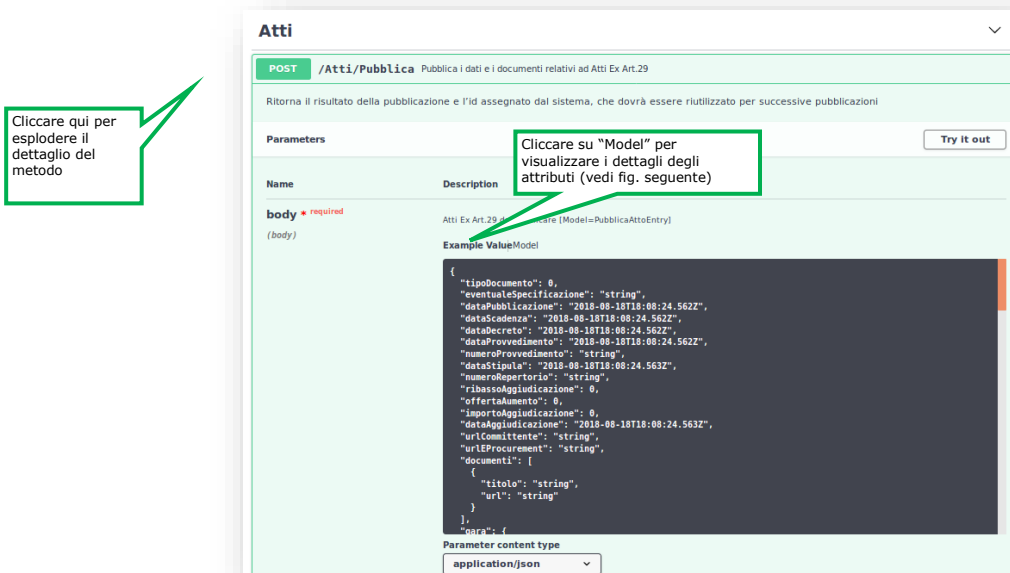 Atti
POST /Atti/Pubblica Pubblica i dati e i documenti relativi ad Atti Ex Art.29
Ritorna il risultato della pubblicazione e l'id assegnato dal sistema, che dovrà essere riutilizzato per successive pubblicazioni
Cliccare qui per
esplodere il
dettaglio del
metodo
Parameters
Try it out
Cliccare su “Model” per
visualizzare i dettagli degli
attributi (vedi fig. seguente)
Name
Description
body * required
(body)
Atti Ex Art.29 [Model=PubblicaAttoEntry]
Example Value Model
{
"tipoDocumento": 0,
"eventualeSpecificazione": "string",
"dataPubblicazione": "2018-08-18T18:08:24.562Z",
"dataScadenza": "2018-08-18T18:08:24.562Z",
"dataDecreto": "2018-08-18T18:08:24.562Z",
"dataProvvedimento": "2018-08-18T18:08:24.562Z",
"numeroProvvedimento": "string",
"dataStipula": "2018-08-18T18:08:24.563Z",
"numeroRepertorio": "string",
"ribassoAggiudicazione": 0,
"offertaAumento": 0,
"importoAggiudicazione": 0,
"dataAggiudicazione": "2018-08-18T18:08:24.563Z",
"urlCommittente": "string",
"urlEProcurement": "string",
"documenti": [
{
"titolo": "string",
"url": "string"
}
],
"gara": {
Parameter content type
application/json